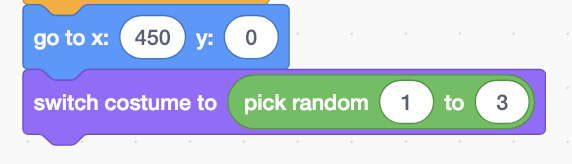 go to x: 450 y: 0
switch costume to pick random 1 to 3